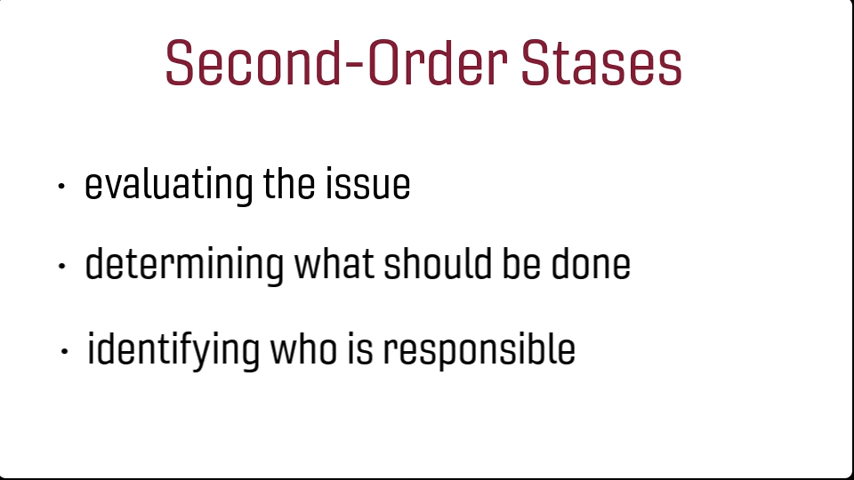 Second-Order Stases
• evaluating the issue
• determining what should be done
• identifying who is responsible